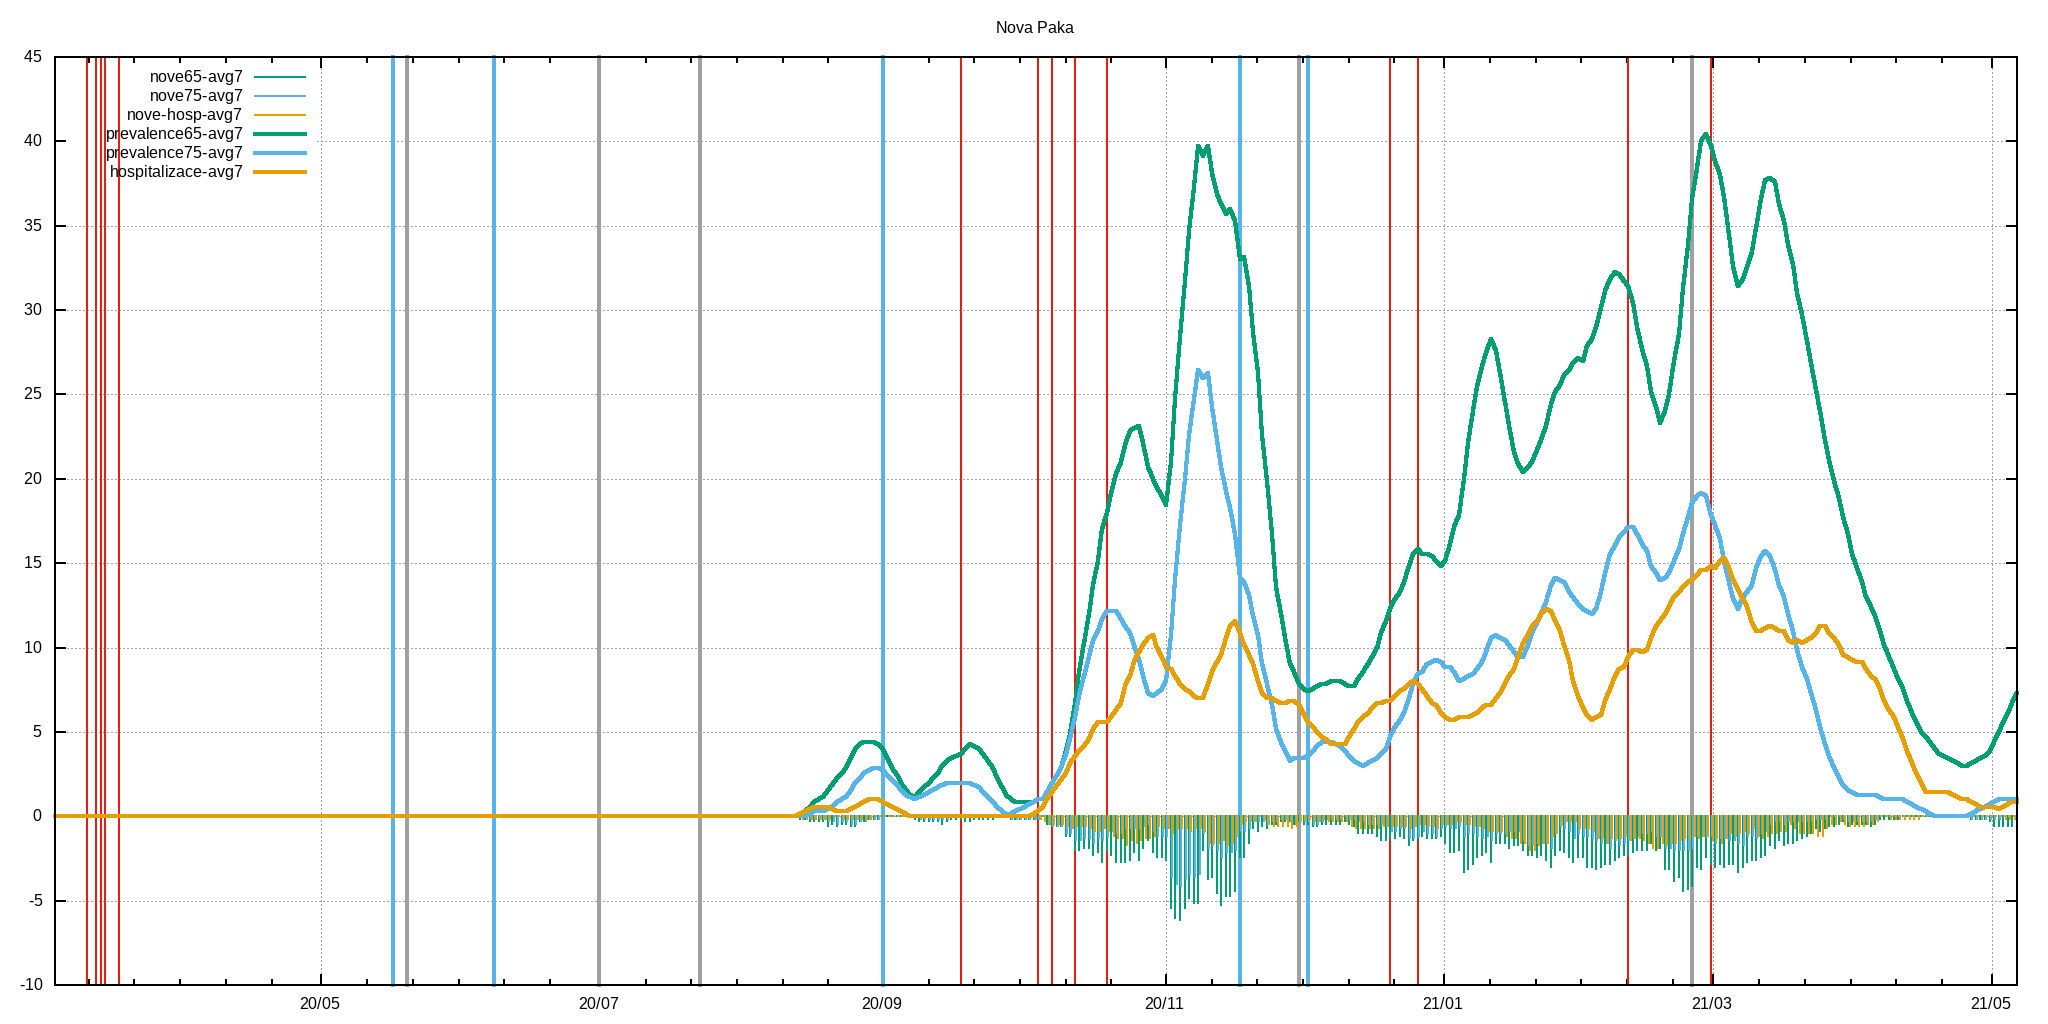 Nova Paka
45
40
35
30
25
20
15
10
5
0
-5
-10
nove65-avg7
nove75-avg7
nove-hosp-avg7
prevalence65-avg7
prevalence75-avg7
hospitalizace-avg7
20/05
20/07
20/09
20/11
21/01
21/03
21/05